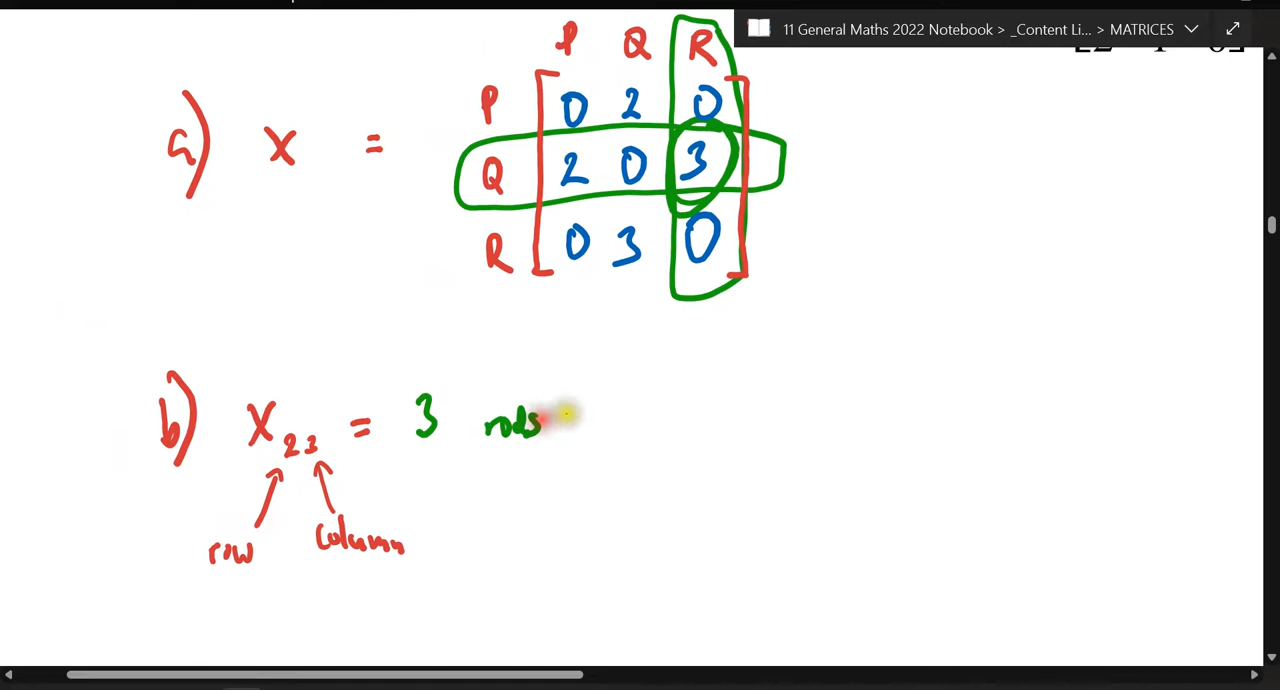 11 General Maths 2022 Notebook > _Content Li... > MATRICES
P Q R
P 0 2 0
a) X = Q 2 0 3
R 0 3 0
b) X23 = 3 rods
row column